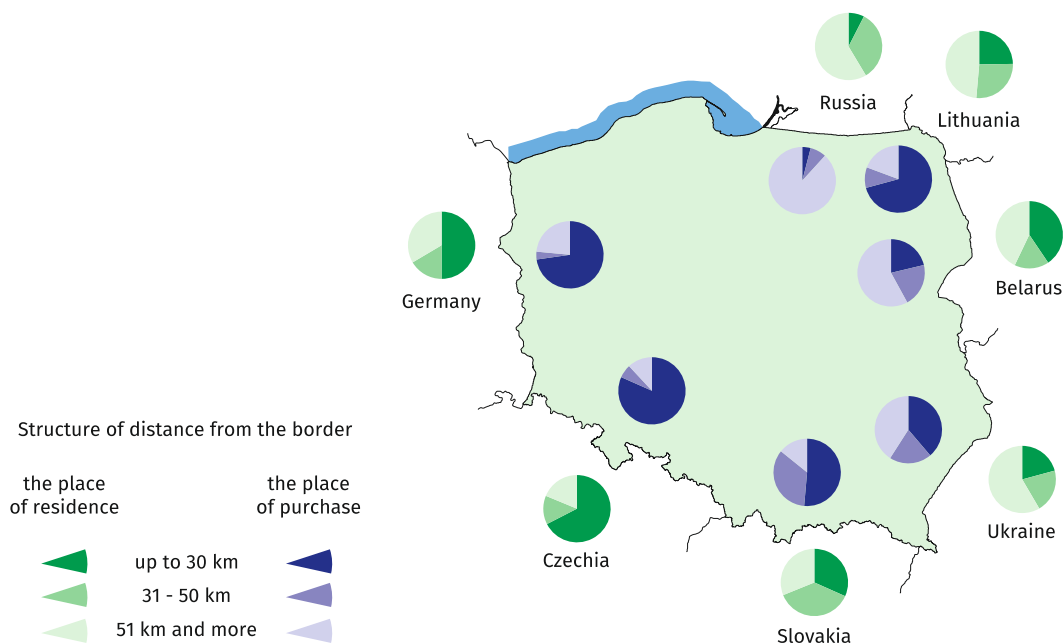 Russia
Lithuania
Germany
Belarus
Structure of distance from the border
the place
of residence
the place
of purchase
Czechia
Ukraine
up to 30 km
31 - 50 km
51 km and more
Slovakia